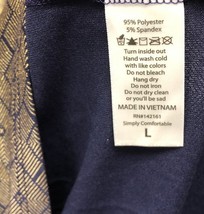 95% Polyester
5% Spandex
Turn inside out
Hand wash cold
with like colors
Do not bleach
Hang dry
Do not iron
Do not dry clean
or you'll be sad
MADE IN VIETNAM
RN#142161
Simply Comfortable
L